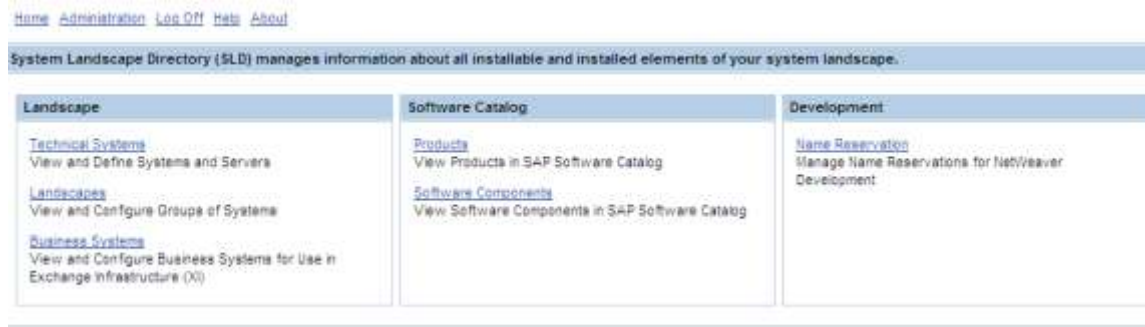 Home Administration Log Off Help About
System Landscape Directory (SLD) manages information about all installable and installed elements of your system landscape.
Landscape
Technical Systems
View and Define Systems and Servers
Landscapes
View and Configure Groups of Systems
Business Systems
View and Configure Business Systems for Use in
Exchange Infrastructure (XI)
Software Catalog
Products
View Products in SAP Software Catalog
Software Components
View Software Components in SAP Software Catalog
Development
Name Reservation
Manage Name Reservations for NetWeaver
Development